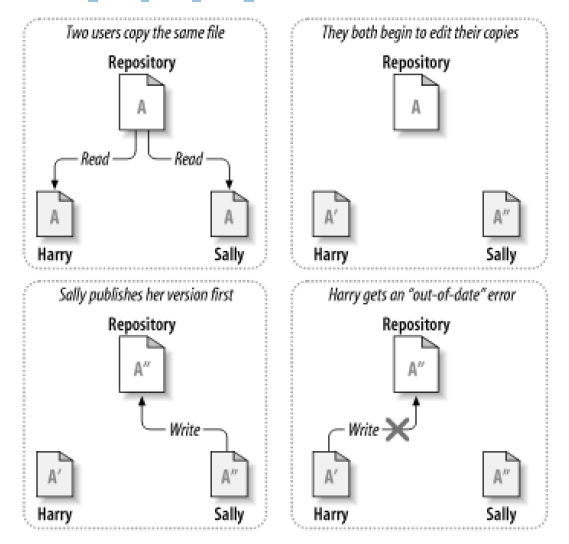 Two users copy the same file
Repository
A
Read
Read
A
A
Harry
Sally
They both begin to edit their copies
Repository
A
A'
A"
Harry
Sally
Sally publishes her version first
Repository
A"
Write
A'
A"
Harry
Sally
Harry gets an “out-of-date” error
Repository
A"
Write
A'
A"
Harry
Sally